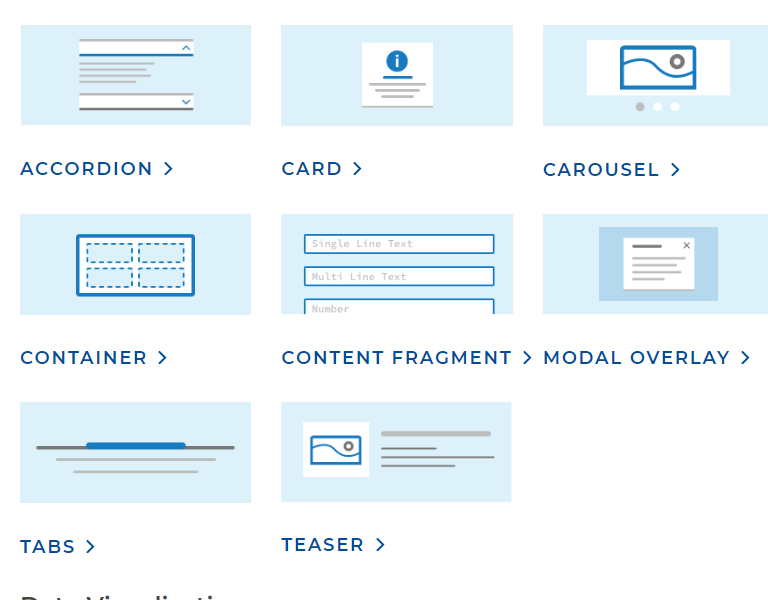 ACCORDION
CARD
CAROUSEL
Single Line Text
Multi Line Text
Number
CONTAINER
CONTENT FRAGMENT
MODAL OVERLAY
TABS
TEASER